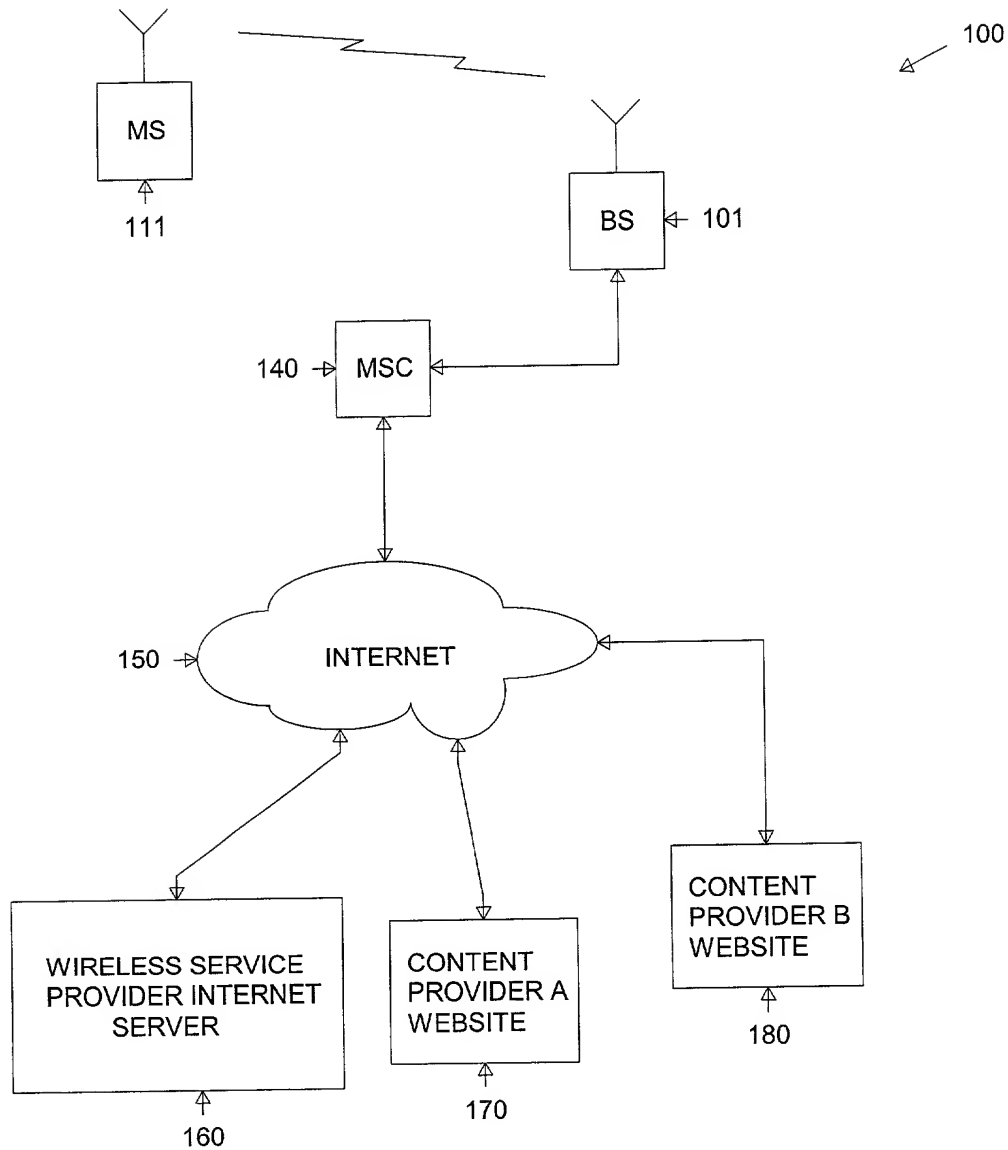 100
MS
111
BS
101
140
MSC
150
INTERNET
WIRELESS SERVICE
PROVIDER INTERNET
SERVER
160
CONTENT
PROVIDER A
WEBSITE
170
CONTENT
PROVIDER B
WEBSITE
180